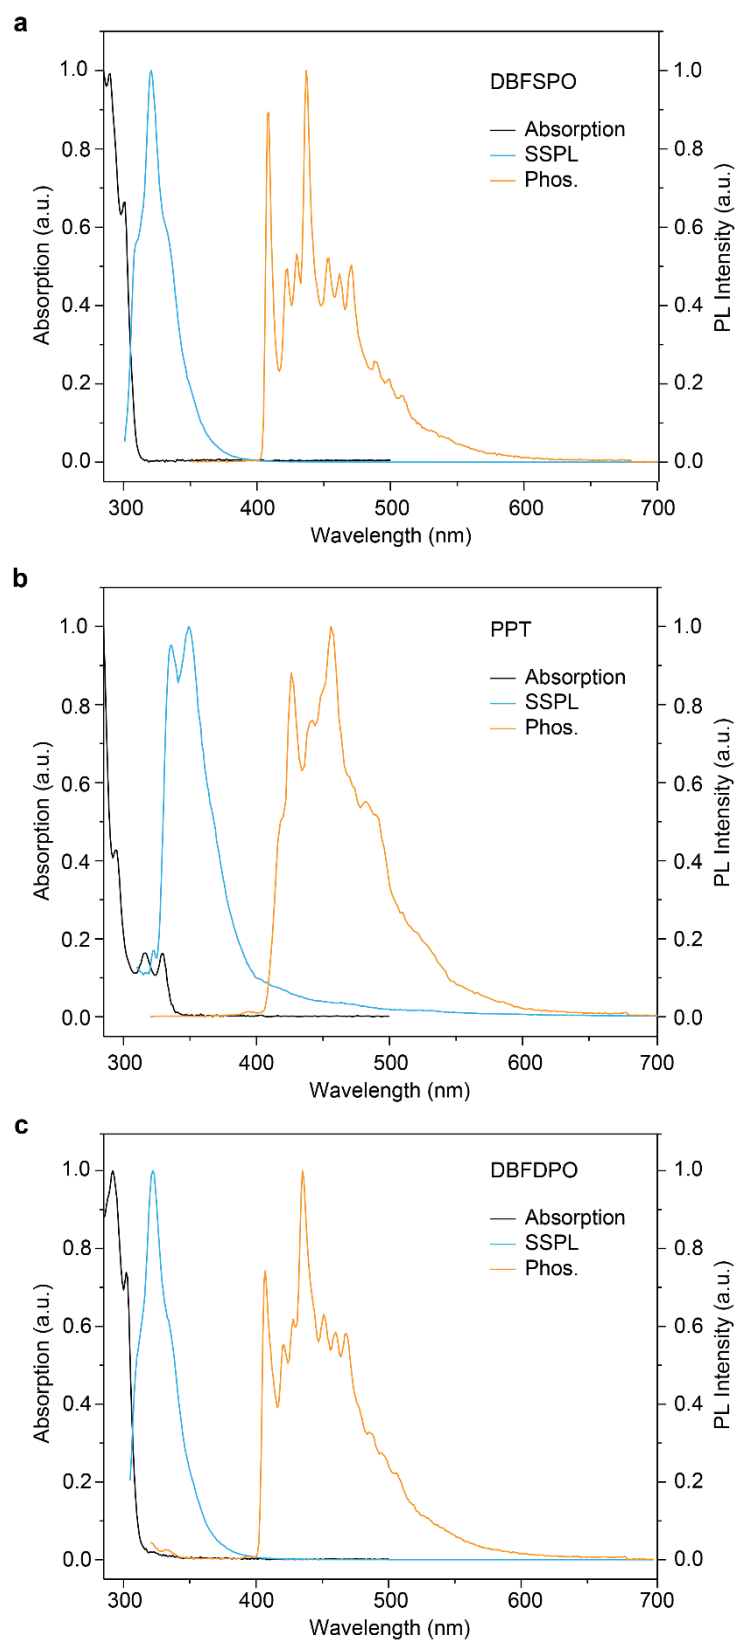 a
DBFSPO
Absorption
SSPL
Phos.
1.0
0.8
0.6
0.4
0.2
0.0
Absorption (a.u.)
1.0
0.8
0.6
0.4
0.2
0.0
PL Intensity (a.u.)
300 400 500 600 700
Wavelength (nm)
b
PPT
Absorption
SSPL
Phos.
1.0
0.8
0.6
0.4
0.2
0.0
Absorption (a.u.)
1.0
0.8
0.6
0.4
0.2
0.0
PL Intensity (a.u.)
300 400 500 600 700
Wavelength (nm)
c
DBFDPO
Absorption
SSPL
Phos.
1.0
0.8
0.6
0.4
0.2
0.0
Absorption (a.u.)
1.0
0.8
0.6
0.4
0.2
0.0
PL Intensity (a.u.)
300 400 500 600 700
Wavelength (nm)